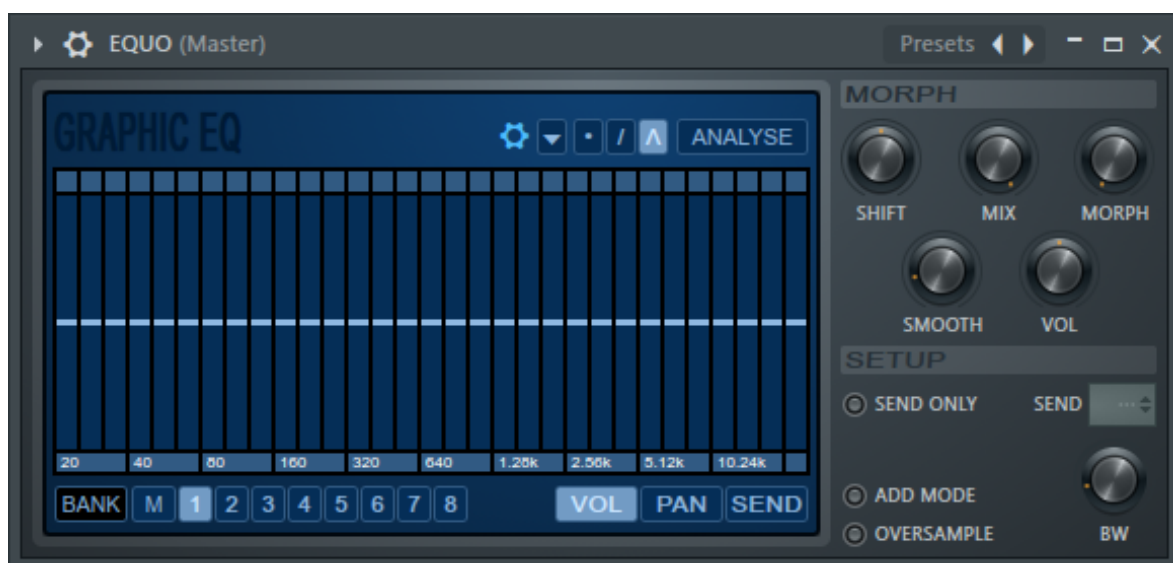 EQUO (Master) Presets
GRAPHIC EQ
· / Λ ANALYSE
20 40 80 160 320 640 1.28k 2.56k 5.12k 10.24k
BANK M 1 2 3 4 5 6 7 8 VOL PAN SEND
MORPH
SHIFT MIX MORPH
SMOOTH VOL
SETUP
SEND ONLY SEND ---
ADD MODE
OVERSAMPLE BW